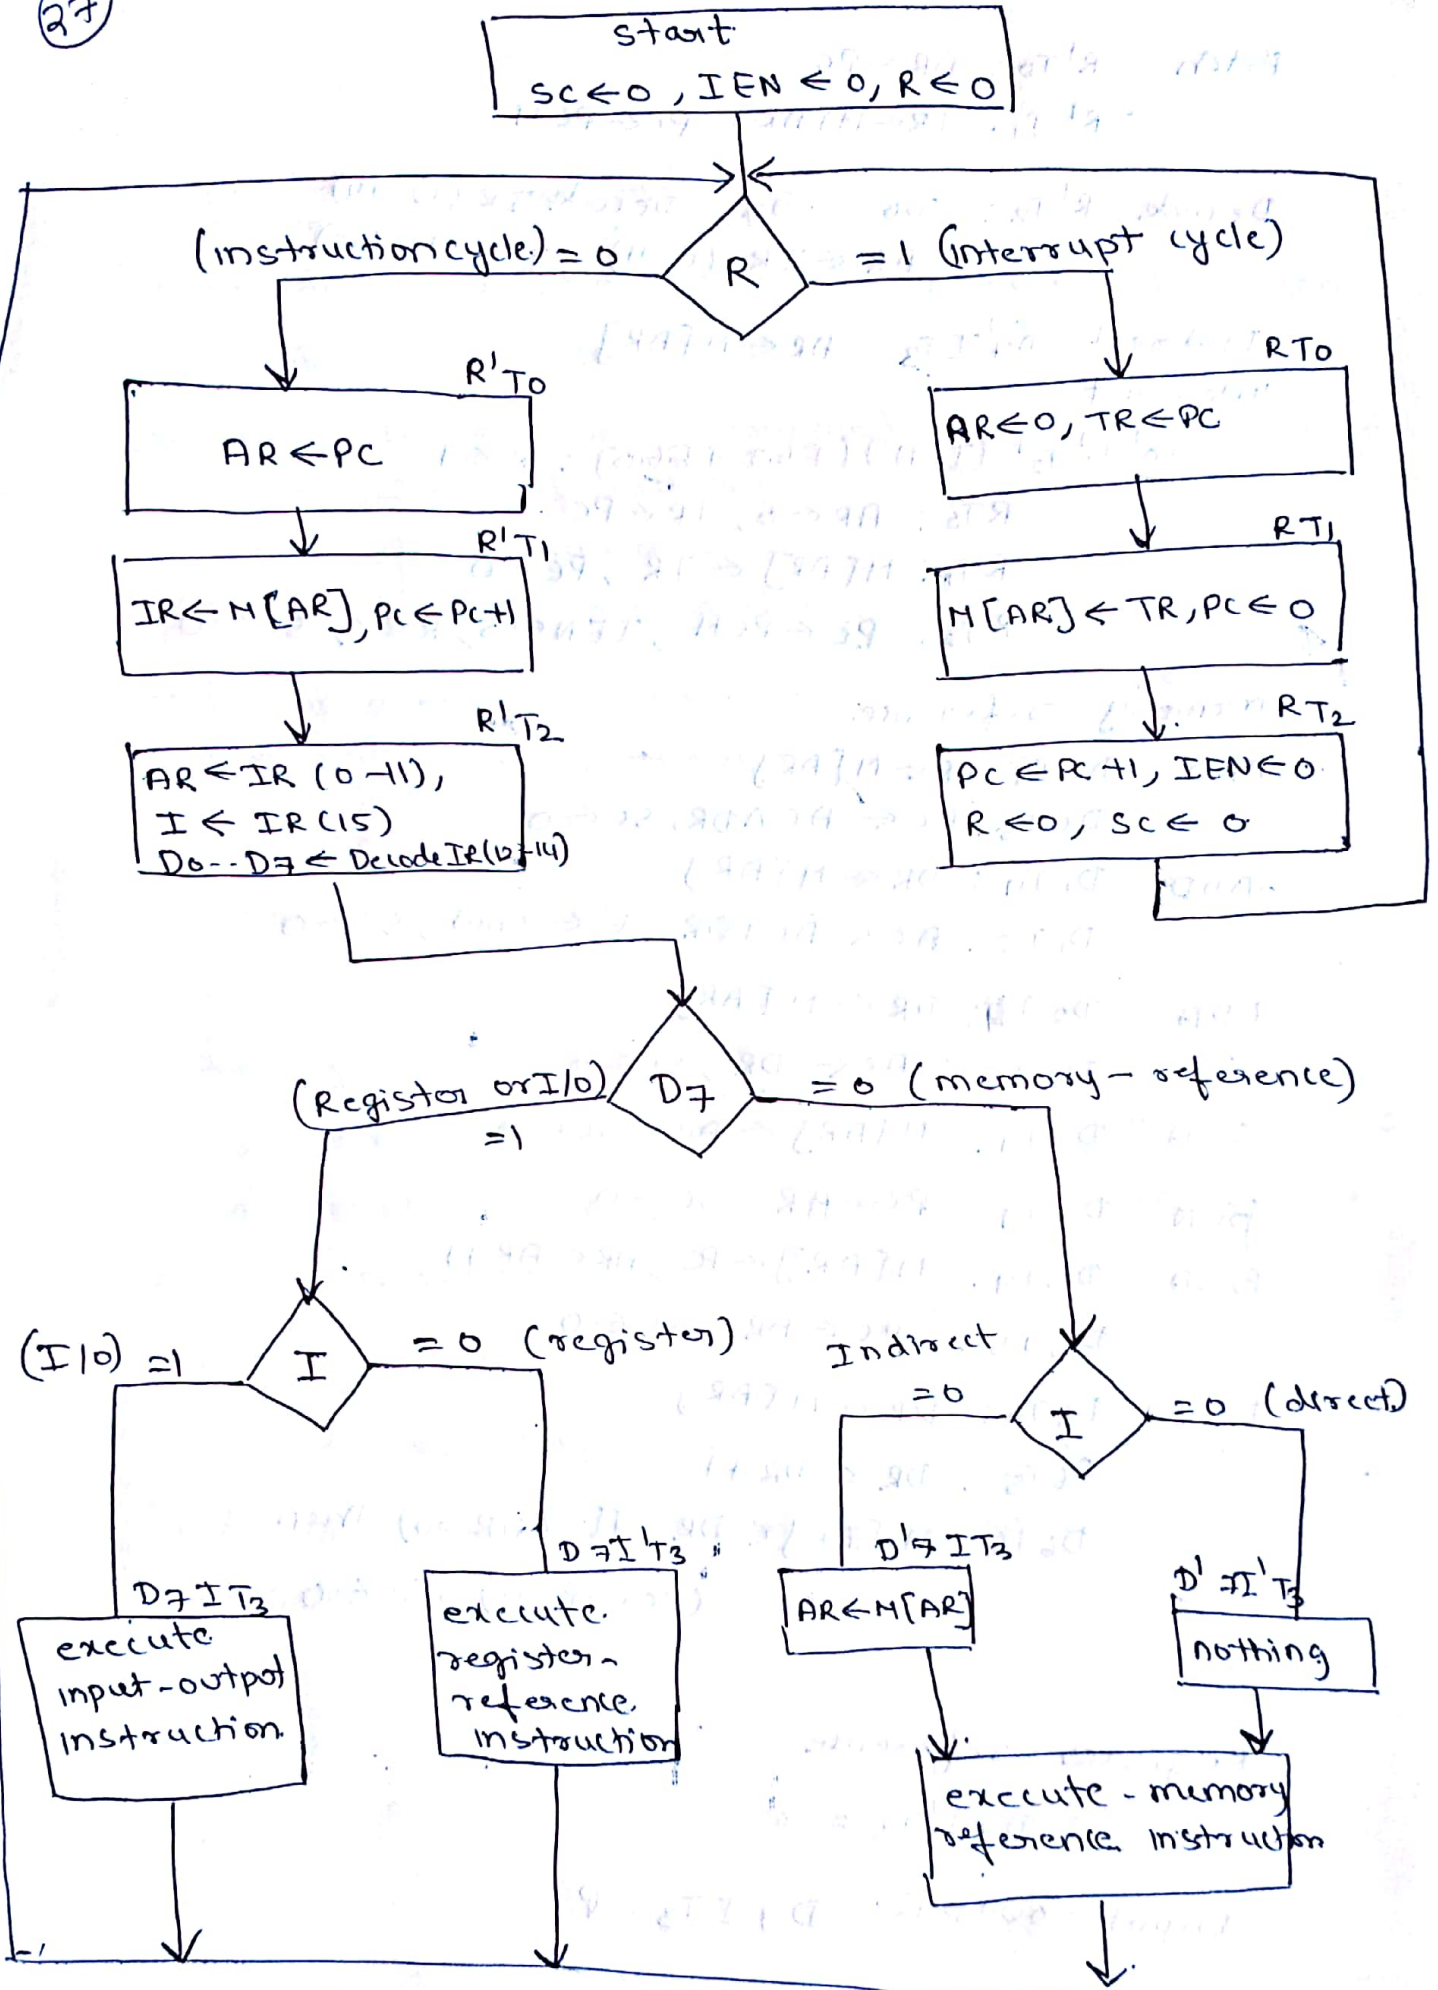 27
start
SC←0, IEN←0, R←0
(instruction cycle) = 0
R
= 1 (interrupt cycle)
R'T0
AR←PC
RT0
AR←0, TR←PC
R'T1
IR←M[AR], PC←PC+1
RT1
M[AR]←TR, PC←0
R'T2
AR←IR(0-11),
I←IR(15)
D0--D7←Decode IR(12-14)
RT2
PC←PC+1, IEN←0
R←0, SC←0
(Register or I/0)
=1
D7
=0 (memory-reference)
(I/0) =1
I
=0 (register)
Indirect
=0
I
=0 (direct)
D7IT3
execute
input-output
instruction
D7I'T3
execute
register-
reference
instruction
D'7IT3
AR←M[AR]
D'7I'T3
nothing
execute-memory
reference instruction